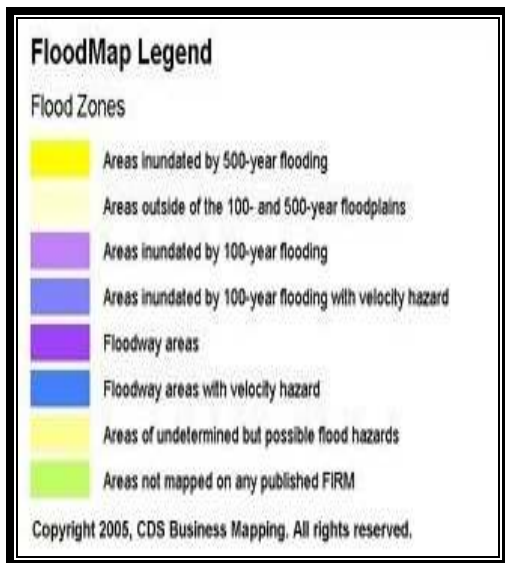 FloodMap Legend
Flood Zones
Areas inundated by 500-year flooding
Areas outside of the 100- and 500-year floodplains
Areas inundated by 100-year flooding
Areas inundated by 100-year flooding with velocity hazard
Floodway areas
Floodway areas with velocity hazard
Areas of undetermined but possible flood hazards
Areas not mapped on any published FIRM
Copyright 2005, CDS Business Mapping. All rights reserved.